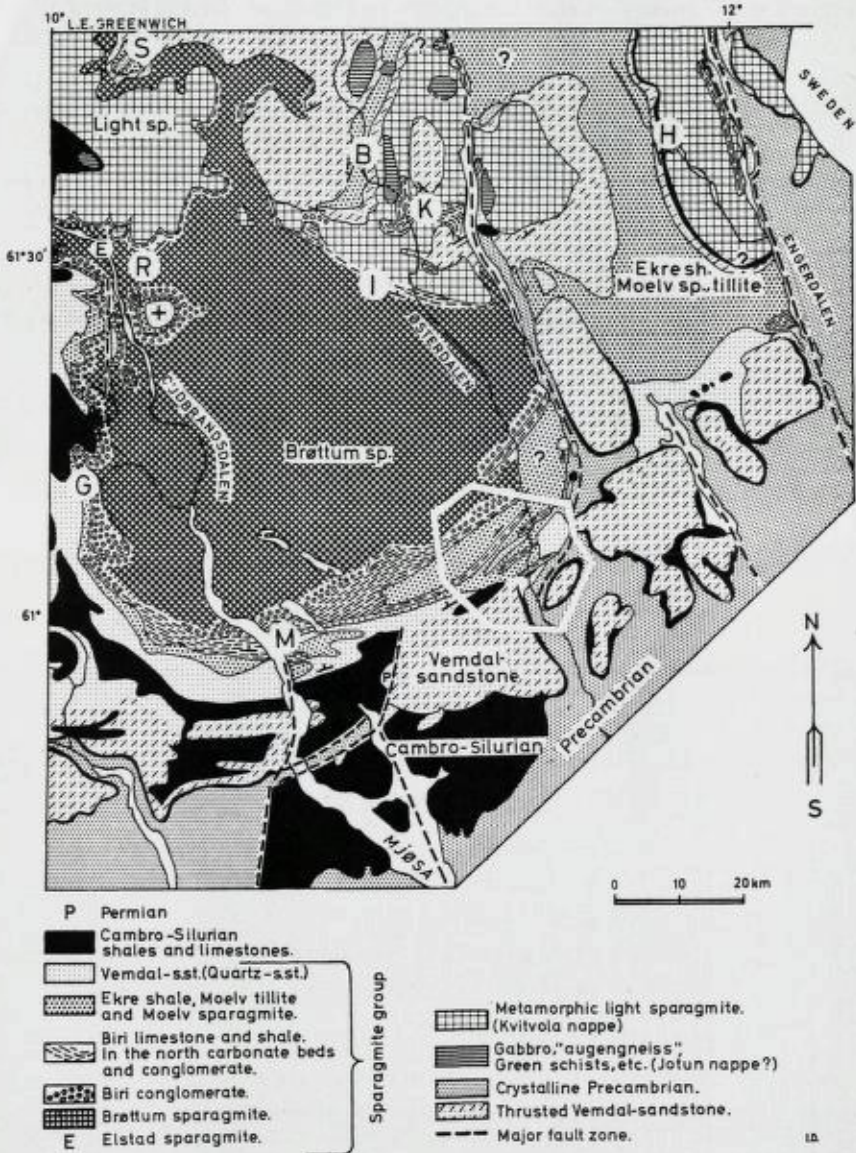 10° L.E. GREENWICH
12°
S
?
?
SWEDEN
Light sp.
B
H
K
61°30'
E
R
I
?
Ekre sh.
Moelv sp., tillite
ENGERDALEN
ØSTERDALEN
GUDBRANDSDALEN
Brøttum sp.
?
G
61°
M
Vemdal-
sandstone
P
Precambrian
N
Cambro-Silurian
S
MJØSA
0 10 20 km
P Permian
Cambro-Silurian
shales and limestones.
Vemdal-s.st.(Quartz-s.st.)
Ekre shale, Moelv tillite
and Moelv sparagmite.
Biri limestone and shale.
In the north carbonate beds
and conglomerate.
Biri conglomerate.
Brøttum sparagmite.
E Elstad sparagmite.
Sparagmite group
Metamorphic light sparagmite.
(Kvitvola nappe)
Gabbro, "augengneiss",
Green schists, etc. (Jotun nappe?)
Crystalline Precambrian.
Thrusted Vemdal-sandstone.
Major fault zone.